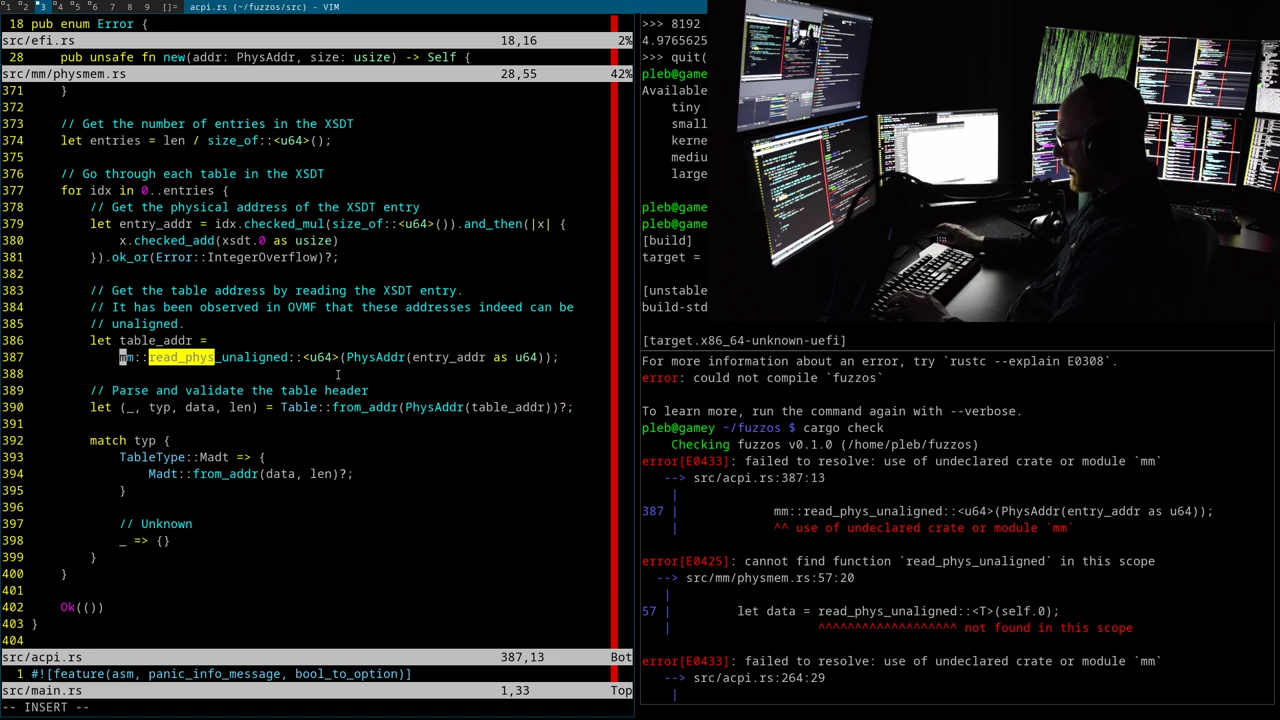 1 2 3 4 5 6 7 8 9 []= acpi.rs (~/fuzzos/src) - VIM
18 pub enum Error {
src/efi.rs 18,16 2%
28 pub unsafe fn new(addr: PhysAddr, size: usize) -> Self {
src/mm/physmem.rs 28,55 42%
371 }
372
373 // Get the number of entries in the XSDT
374 let entries = len / size_of::<u64>();
375
376 // Go through each table in the XSDT
377 for idx in 0..entries {
378 // Get the physical address of the XSDT entry
379 let entry_addr = idx.checked_mul(size_of::<u64>()).and_then(|x| {
380 x.checked_add(xsdt.0 as usize)
381 }).ok_or(Error::IntegerOverflow)?;
382
383 // Get the table address by reading the XSDT entry.
384 // It has been observed in OVMF that these addresses indeed can be
385 // unaligned.
386 let table_addr =
387 mm::read_phys_unaligned::<u64>(PhysAddr(entry_addr as u64));
388
389 // Parse and validate the table header
390 let (_, typ, data, len) = Table::from_addr(PhysAddr(table_addr))?;
391
392 match typ {
393 TableType::Madt => {
394 Madt::from_addr(data, len)?;
395 }
396
397 // Unknown
398 _ => {}
399 }
400 }
401
402 Ok(())
403 }
404
src/acpi.rs 387,13 Bot
1 #![feature(asm, panic_info_message, bool_to_option)]
src/main.rs 1,33 Top
-- INSERT --
>>> 8192
4.9765625
>>> quit(
pleb@game
Available
tiny
small
kerne
mediu
large
pleb@game
pleb@game
[build]
target =
[unstable
build-std
[target.x86_64-unknown-uefi]
For more information about an error, try `rustc --explain E0308`.
error: could not compile `fuzzos`
To learn more, run the command again with --verbose.
pleb@gamey ~/fuzzos $ cargo check
Checking fuzzos v0.1.0 (/home/pleb/fuzzos)
error[E0433]: failed to resolve: use of undeclared crate or module `mm`
--> src/acpi.rs:387:13
|
387 | mm::read_phys_unaligned::<u64>(PhysAddr(entry_addr as u64));
| ^^ use of undeclared crate or module `mm`
error[E0425]: cannot find function `read_phys_unaligned` in this scope
--> src/mm/physmem.rs:57:20
|
57 | let data = read_phys_unaligned::<T>(self.0);
| ^^^^^^^^^^^^^^^^^^^ not found in this scope
error[E0433]: failed to resolve: use of undeclared crate or module `mm`
--> src/acpi.rs:264:29
|